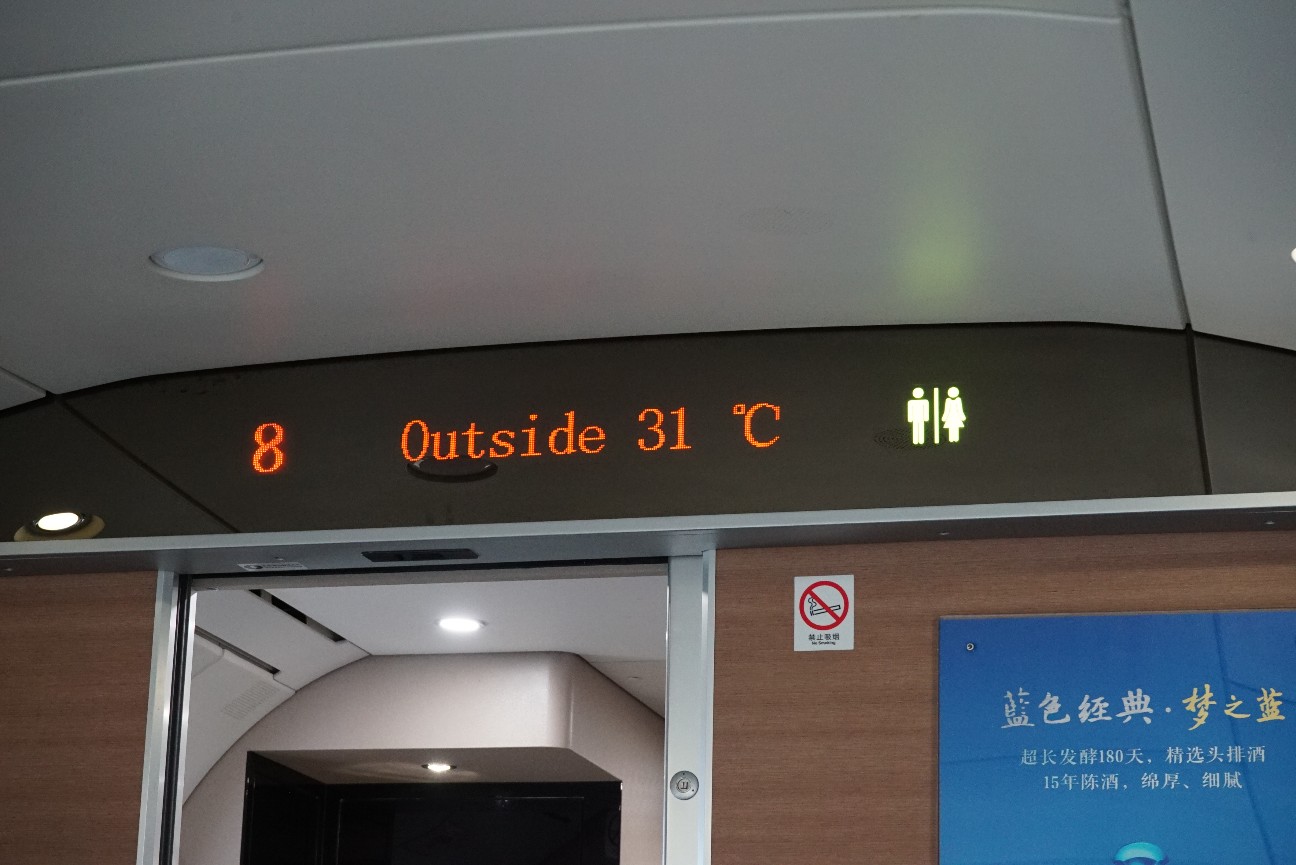 8 Outside 31 ℃
禁止吸烟
No Smoking
蓝色经典·梦之蓝
超长发酵180天，精选头排酒
15年陈酒，绵厚、细腻